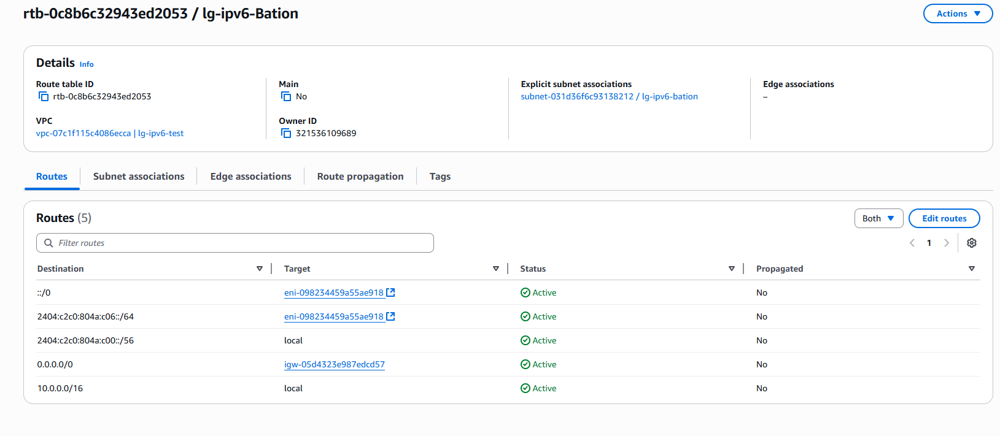 rtb-0c8b6c32943ed2053 / lg-ipv6-Bation
Actions
Details Info
Route table ID
rtb-0c8b6c32943ed2053
Main
No
Explicit subnet associations
subnet-031d36f6c93138212 / lg-ipv6-bation
Edge associations
–
VPC
vpc-07c1f115c4086ecca | lg-ipv6-test
Owner ID
321536109689
Routes Subnet associations Edge associations Route propagation Tags
Routes (5)
Both
Edit routes
Filter routes
1
Destination Target Status Propagated
::/0 eni-098234459a55ae918 Active No
2404:c2c0:804a:c06::/64 eni-098234459a55ae918 Active No
2404:c2c0:804a:c00::/56 local Active No
0.0.0.0/0 igw-05d4323e987edcd57 Active No
10.0.0.0/16 local Active No